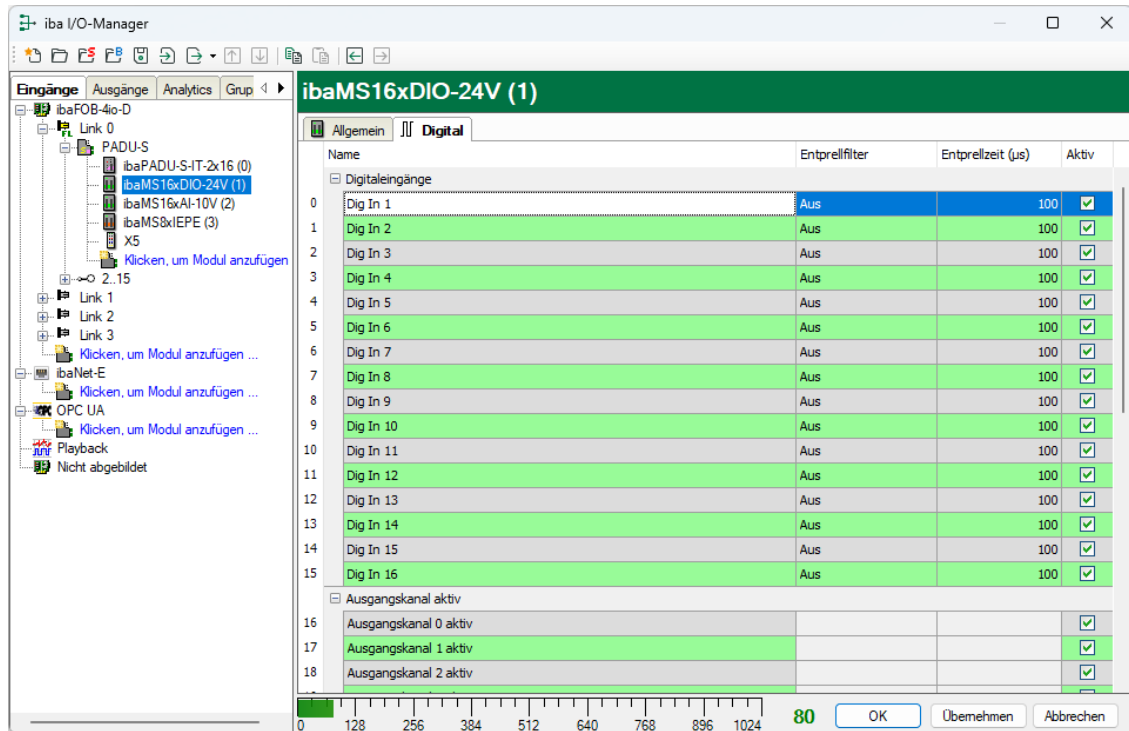 iba I/O-Manager
Eingänge Ausgänge Analytics Grup
ibaFOB-4io-D
Link 0
PADU-S
ibaPADU-S-IT-2x16 (0)
ibaMS16xDIO-24V (1)
ibaMS16xAI-10V (2)
ibaMS8xIEPE (3)
X5
Klicken, um Modul anzufügen
2..15
Link 1
Link 2
Link 3
Klicken, um Modul anzufügen ...
ibaNet-E
Klicken, um Modul anzufügen ...
OPC UA
Klicken, um Modul anzufügen ...
Playback
Nicht abgebildet
ibaMS16xDIO-24V (1)
Allgemein Digital
Name Entprellfilter Entprellzeit (µs) Aktiv
Digitaleingänge
0 Dig In 1 Aus 100
1 Dig In 2 Aus 100
2 Dig In 3 Aus 100
3 Dig In 4 Aus 100
4 Dig In 5 Aus 100
5 Dig In 6 Aus 100
6 Dig In 7 Aus 100
7 Dig In 8 Aus 100
8 Dig In 9 Aus 100
9 Dig In 10 Aus 100
10 Dig In 11 Aus 100
11 Dig In 12 Aus 100
12 Dig In 13 Aus 100
13 Dig In 14 Aus 100
14 Dig In 15 Aus 100
15 Dig In 16 Aus 100
Ausgangskanal aktiv
16 Ausgangskanal 0 aktiv
17 Ausgangskanal 1 aktiv
18 Ausgangskanal 2 aktiv
0 128 256 384 512 640 768 896 1024
80 OK Übernehmen Abbrechen